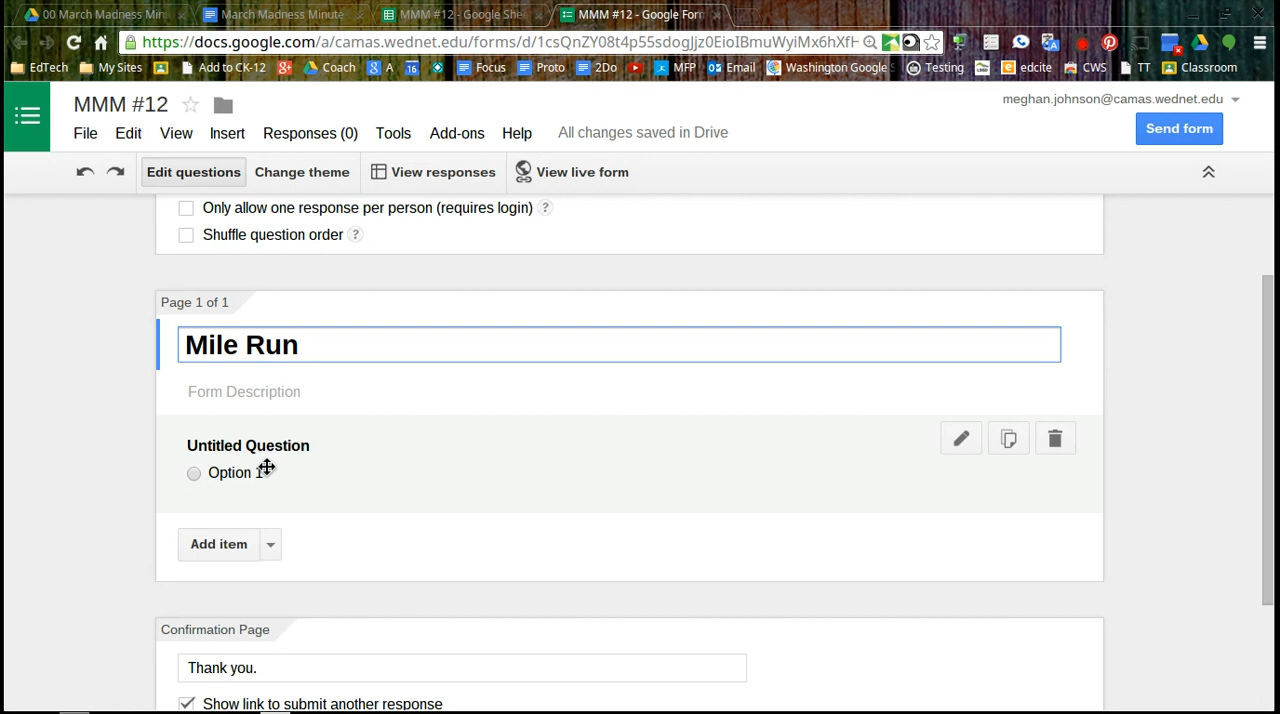 00 March Madness Min
March Madness Minute
MMM #12 - Google She
MMM #12 - Google For
https://docs.google.com/a/camas.wednet.edu/forms/d/1csQnZY08t4p55sdogJjz0EioIBmuWyiMx6hXfH
EdTech
My Sites
Add to CK-12
Coach
A
16
Focus
Proto
2Do
MFP
Email
Washington Google
Testing
edcite
CWS
TT
Classroom
MMM #12
meghan.johnson@camas.wednet.edu
File Edit View Insert Responses (0) Tools Add-ons Help All changes saved in Drive
Send form
Edit questions Change theme View responses View live form
Only allow one response per person (requires login) ?
Shuffle question order ?
Page 1 of 1
Mile Run
Form Description
Untitled Question
Option 1
Add item
Confirmation Page
Thank you.
Show link to submit another response